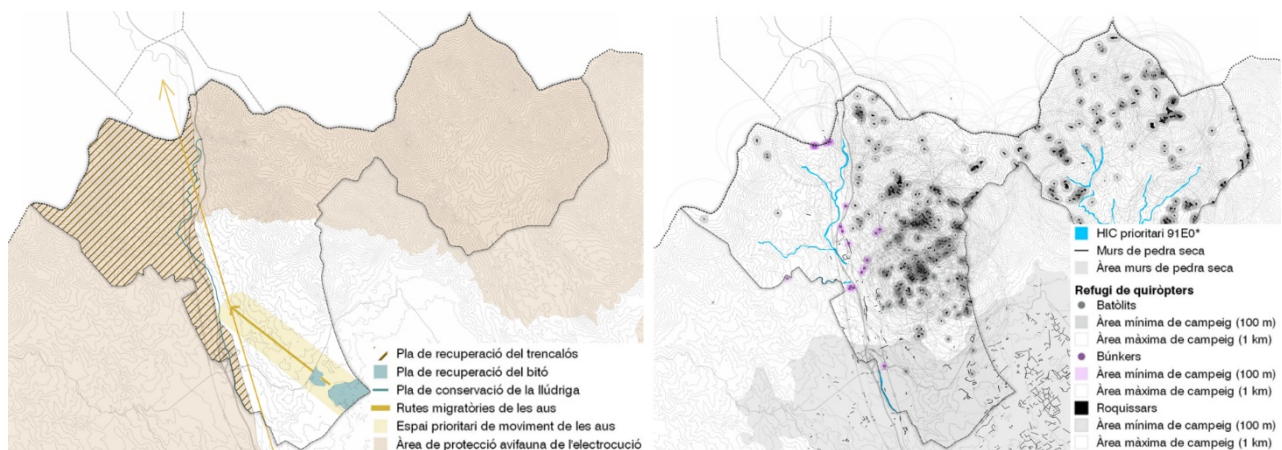 Pla de recuperació del trencalós
Pla de recuperació del bitó
Pla de conservació de la llúdriga
Rutes migratòries de les aus
Espai prioritari de moviment de les aus
Àrea de protecció avifauna de l'electrocució
HIC prioritari 91E0*
Murs de pedra seca
Àrea murs de pedra seca
Refugi de quiròpters
Batòlits
Àrea mínima de campeig (100 m)
Àrea màxima de campeig (1 km)
Búnkers
Àrea mínima de campeig (100 m)
Àrea màxima de campeig (1 km)
Roquissars
Àrea mínima de campeig (100 m)
Àrea màxima de campeig (1 km)